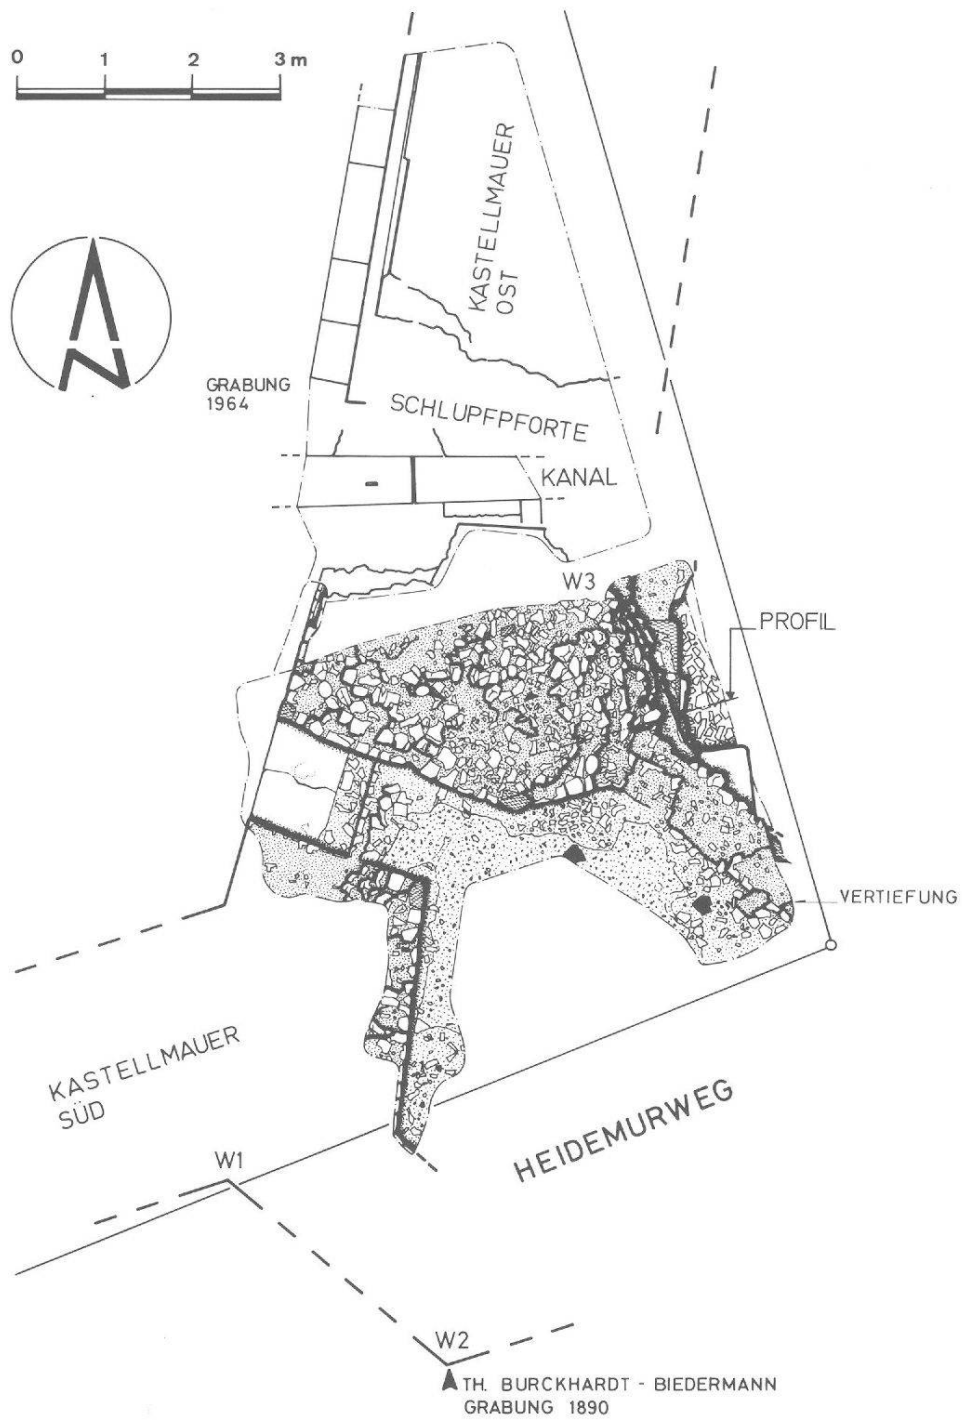 0 1 2 3 m
KASTELLMAUER
OST
N
GRABUNG
1964
SCHLUPFPFORTE
KANAL
W3
PROFIL
VERTIEFUNG
KASTELLMAUER
SÜD
HEIDEMURWEG
W1
W2
TH. BURCKHARDT - BIEDERMANN
GRABUNG 1890